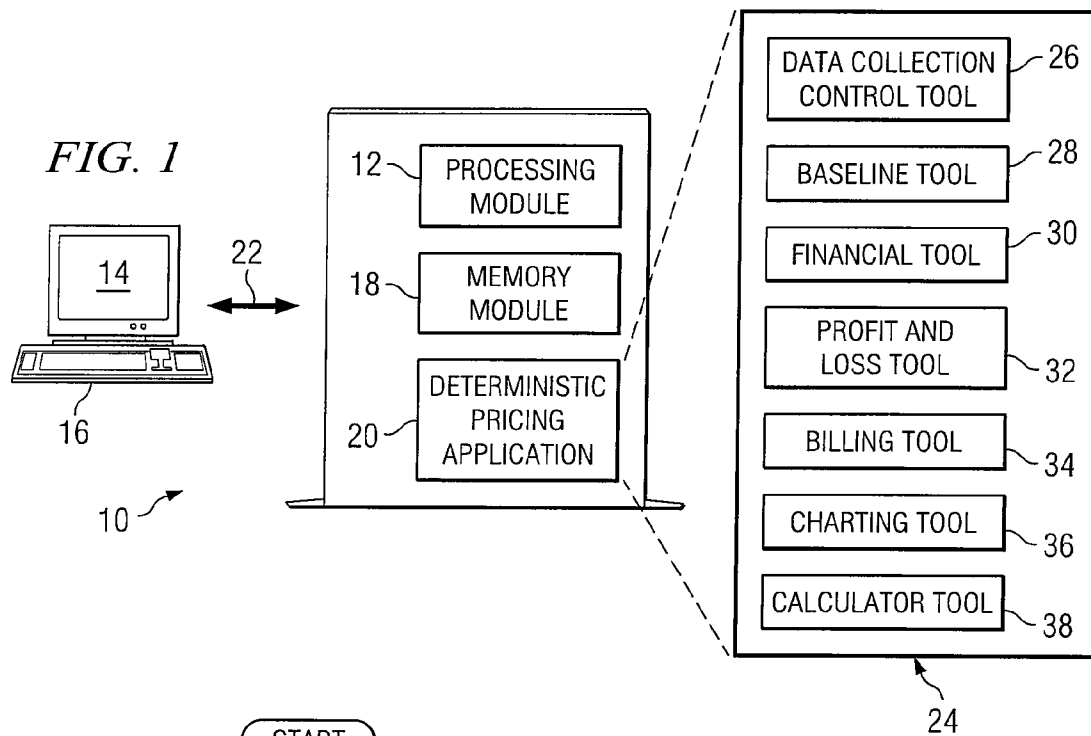 FIG. 1
14
16
22
10
12
PROCESSING
MODULE
18
MEMORY
MODULE
20
DETERMINISTIC
PRICING
APPLICATION
DATA COLLECTION
CONTROL TOOL
26
BASELINE TOOL
28
FINANCIAL TOOL
30
PROFIT AND
LOSS TOOL
32
BILLING TOOL
34
CHARTING TOOL
36
CALCULATOR TOOL
38
24
START